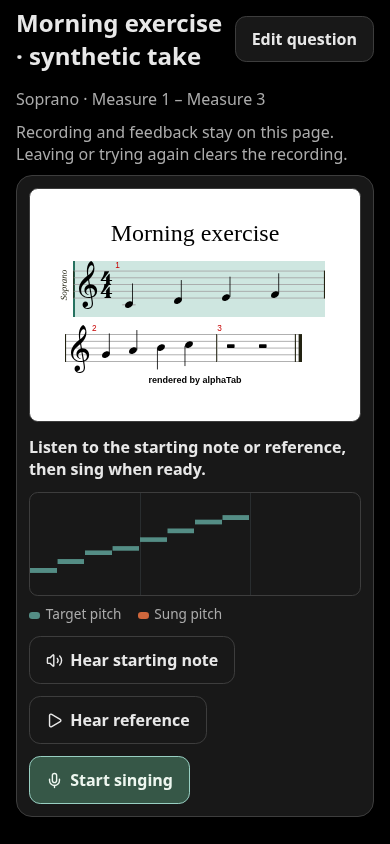 Morning exercise
· synthetic take
Edit question
Soprano · Measure 1 – Measure 3
Recording and feedback stay on this page.
Leaving or trying again clears the recording.
Morning exercise
Soprano
1
4
4
2
3
rendered by alphaTab
Listen to the starting note or reference,
then sing when ready.
Target pitch
Sung pitch
Hear starting note
Hear reference
Start singing